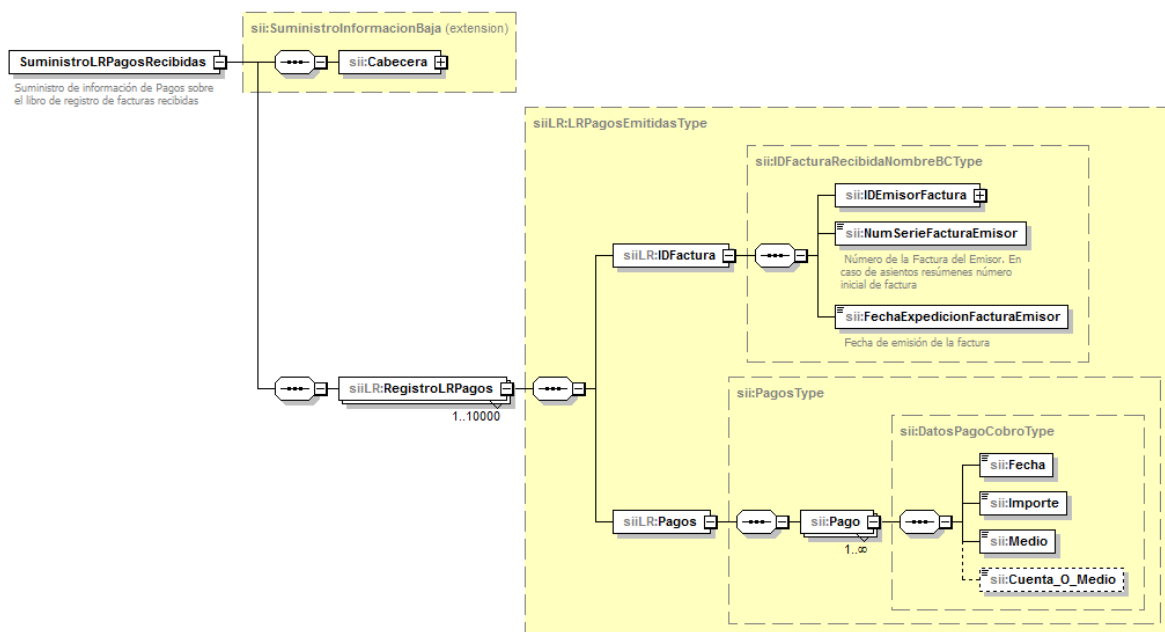 sii:SuministroInformacionBaja (extension)
SuministroLRPagosRecibidas
sii:Cabecera
Suministro de información de Pagos sobre
el libro de registro de facturas recibidas
siiLR:LRPagosEmitidasType
sii:IDFacturaRecibidaNombreBCType
sii:IDEmisorFactura
sii:NumSerieFacturaEmisor
siiLR:IDFactura
Número de la Factura del Emisor. En
caso de asientos resúmenes número
inicial de factura
sii:FechaExpedicionFacturaEmisor
Fecha de emisión de la factura
siiLR:RegistroLRPagos
1..10000
sii:PagosType
sii:DatosPagoCobroType
sii:Fecha
sii:Importe
siiLR:Pagos
sii:Pago
1..∞
sii:Medio
sii:Cuenta_O_Medio